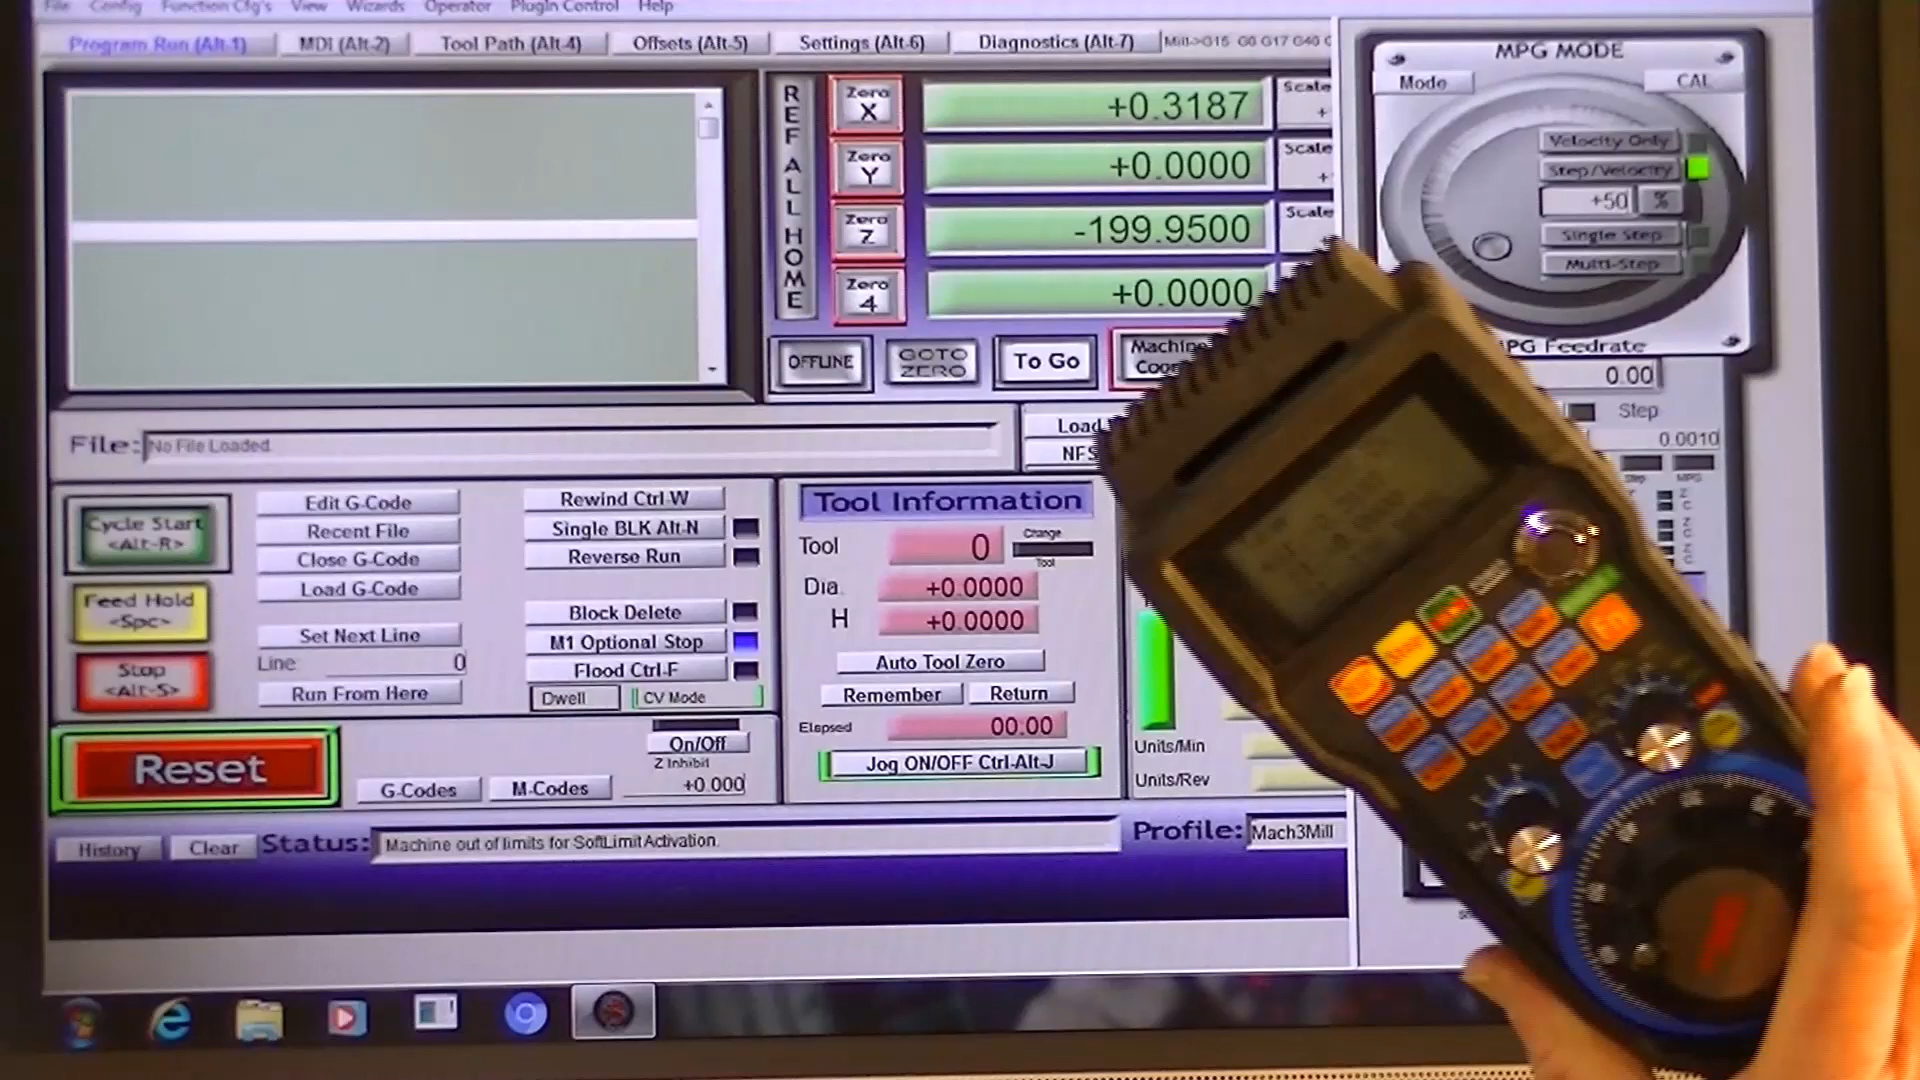 File Config Function Cfg's View Wizards Operator PlugIn Control Help
Program Run (Alt-1) MDI (Alt-2) Tool Path (Alt-4) Offsets (Alt-5) Settings (Alt-6) Diagnostics (Alt-7) Mill->G15 G0 G17 G40
REF ALL HOME
Zero X +0.3187 Scale
Zero Y +0.0000 Scale
Zero Z -199.9500 Scale
Zero 4 +0.0000
OFFLINE GOTO ZERO To Go Machine
MPG MODE
Mode CAL
Velocity Only
Step/Velocity
+50 %
Single Step
Multi-Step
Feedrate
0.00
Step
0.0010
File: No File Loaded.
Load
Cycle Start <Alt-R>
Feed Hold <Spc>
Stop <Alt-S>
Edit G-Code
Recent File
Close G-Code
Load G-Code
Set Next Line
Line: 0
Run From Here
Rewind Ctrl-W
Single BLK Alt-N
Reverse Run
Block Delete
M1 Optional Stop
Flood Ctrl-F
Dwell CV Mode
Tool Information
Tool 0 Change Tool
Dia. +0.0000
H +0.0000
Auto Tool Zero
Remember Return
Elapsed 00:00
Jog ON/OFF Ctrl-Alt-J
Units/Min
Units/Rev
Reset
G-Codes M-Codes
On/Off
Z Inhibit
+0.000
History Clear Status: Machine out of limits for SoftLimit Activation. Profile: Mach3Mill